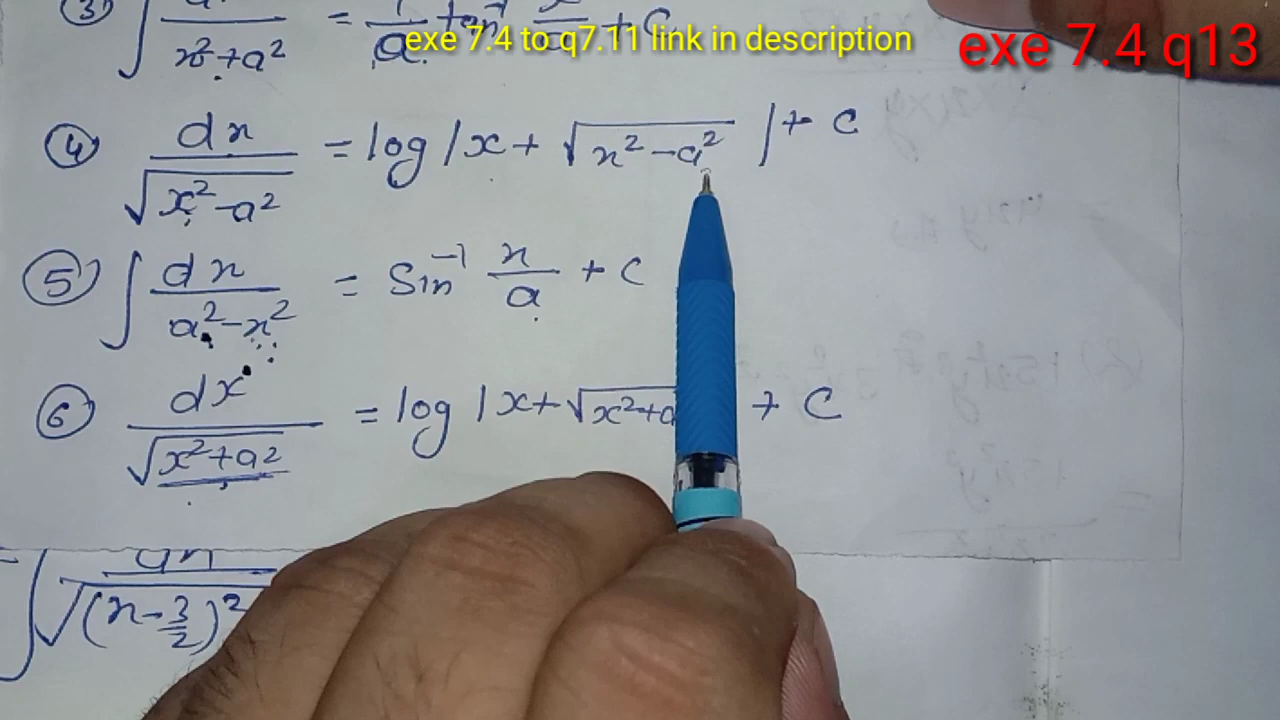 ③ ∫ / x²+a² = 1/a tan⁻¹ x/a + C
exe 7.4 to q7.11 link in description
exe 7.4 q13
④ dx / √x²-a² = log |x + √x²-a² | + c
⑤ ∫ dx / a²-x² = Sin⁻¹ x/a + c
⑥ dx / √x²+a² = log |x+√x²+a + C
∫ dx / √(x-3/2)²